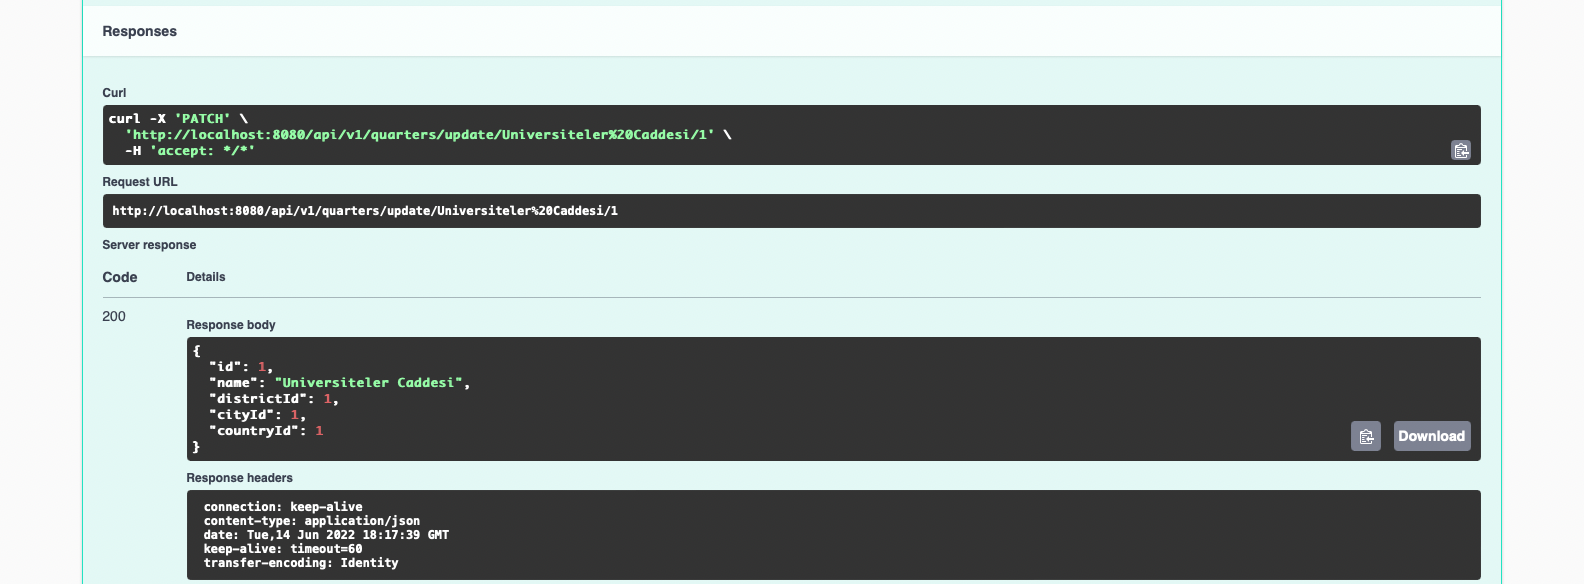 Responses
Curl
curl -X 'PATCH' \
  'http://localhost:8080/api/v1/quarters/update/Universiteler%20Caddesi/1' \
  -H 'accept: */*'
Request URL
http://localhost:8080/api/v1/quarters/update/Universiteler%20Caddesi/1
Server response
Code Details
200
Response body
{
  "id": 1,
  "name": "Universiteler Caddesi",
  "districtId": 1,
  "cityId": 1,
  "countryId": 1
}
Download
Response headers
connection: keep-alive
content-type: application/json
date: Tue,14 Jun 2022 18:17:39 GMT
keep-alive: timeout=60
transfer-encoding: Identity